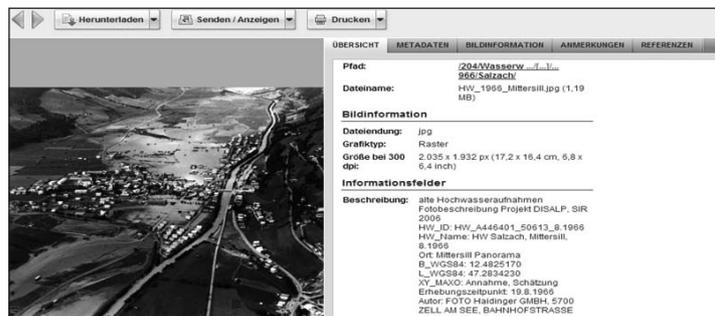 Herunterladen Senden / Anzeigen Drucken
ÜBERSICHT METADATEN BILDINFORMATION ANMERKUNGEN REFERENZEN
Pfad: /204/Wasserw .../[...]/...
966/Salzach/
Dateiname: HW_1966_Mittersill.jpg (1,19
MB)
Bildinformation
Dateiendung: jpg
Grafiktyp: Raster
Größe bei 300 2.035 x 1.932 px (17,2 x 16,4 cm, 6,8 x
dpi: 6,4 inch)
Informationsfelder
Beschreibung: alte Hochwasseraufnahmen
Fotobeschreibung Projekt DISALP, SIR
2006
HW_ID: HW_A446401_50613_8.1966
HW_Name: HW Salzach, Mittersill,
8.1966
Ort: Mittersill Panorama
B_WGS84: 12.4825170
L_WGS84: 47.2834230
XY_MAXO: Annahme, Schätzung
Erhebungszeitpunkt: 19.8.1966
Autor: FOTO Haidinger GMBH, 5700
ZELL AM SEE, BAHNHOFSTRASSE